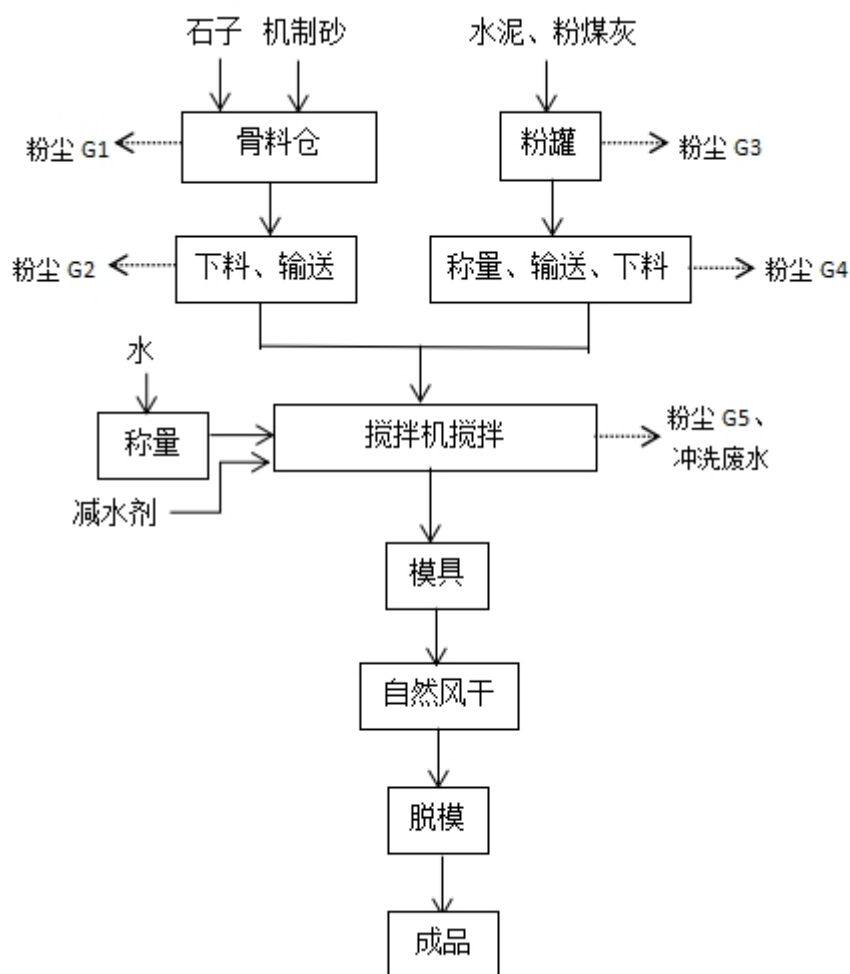 石子 机制砂
水泥、粉煤灰
粉尘 G1
骨料仓
粉罐
粉尘 G3
粉尘 G2
下料、输送
称量、输送、下料
粉尘 G4
水
称量
搅拌机搅拌
粉尘 G5、
冲洗废水
减水剂
模具
自然风干
脱模
成品